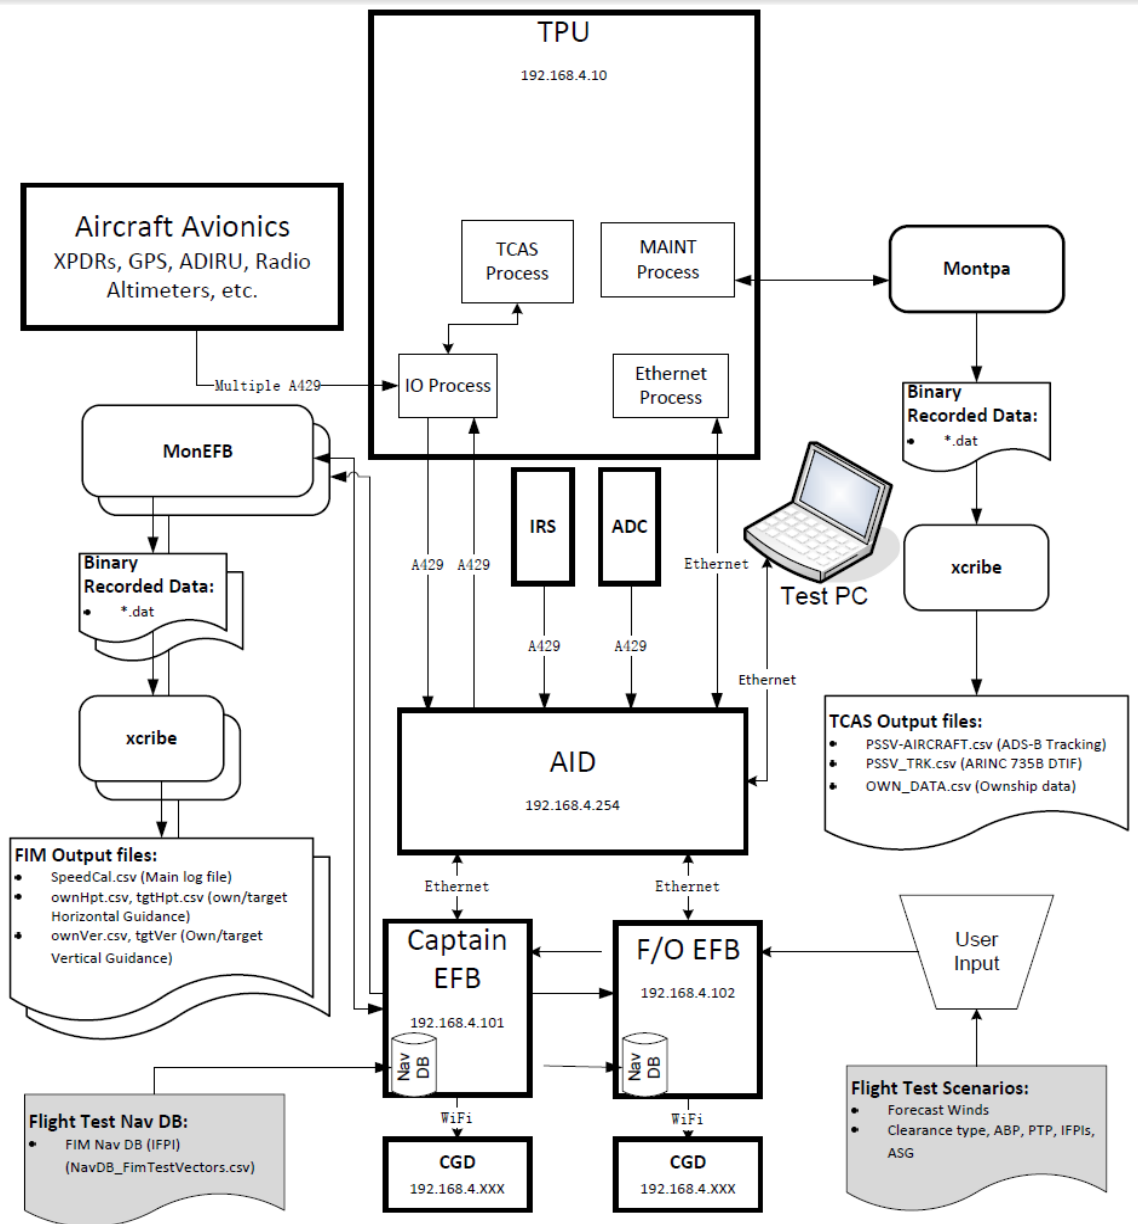 TPU
192.168.4.10
Aircraft Avionics
XPDRs, GPS, ADIRU, Radio
Altimeters, etc.
TCAS
Process
MAINT
Process
Montpa
Multiple A429
IO Process
Ethernet
Process
Binary
Recorded Data:
*.dat
MonEFB
IRS
ADC
A429
A429
Ethernet
Test PC
xcribe
Binary
Recorded Data:
*.dat
A429
A429
Ethernet
xcribe
AID
192.168.4.254
TCAS Output files:
PSSV-AIRCRAFT.csv (ADS-B Tracking)
PSSV_TRK.csv (ARINC 735B DTIF)
OWN_DATA.csv (Ownship data)
FIM Output files:
SpeedCal.csv (Main log file)
ownHpt.csv, tgtHpt.csv (own/target
Horizontal Guidance)
ownVer.csv, tgtVer (Own/target
Vertical Guidance)
Ethernet
Ethernet
Captain
EFB
192.168.4.101
Nav
DB
F/O EFB
192.168.4.102
Nav
DB
User
Input
Flight Test Nav DB:
FIM Nav DB (IFPI)
(NavDB_FimTestVectors.csv)
WiFi
WiFi
CGD
192.168.4.XXX
CGD
192.168.4.XXX
Flight Test Scenarios:
Forecast Winds
Clearance type, ABP, PTP, IFPIs,
ASG